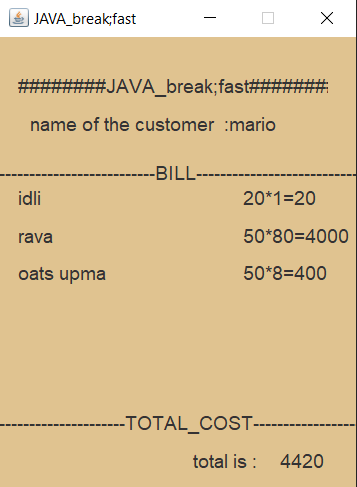 JAVA_break;fast
########JAVA_break;fast########
name of the customer :mario
--------------------------BILL--------------------------
idli 20*1=20
rava 50*80=4000
oats upma 50*8=400
---------------------TOTAL_COST-----------------
total is : 4420